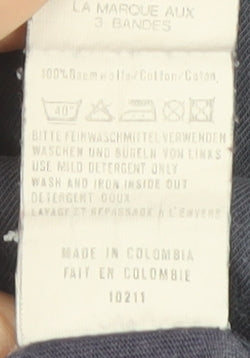 LA MARQUE AUX
3 BANDES
100% Baumwolle/Cotton/Coton
40°
BITTE FEINWASCHMITTEL VERWENDEN
WASCHEN UND BÜGELN VON LINKS
USE MILD DETERGENT ONLY
WASH AND IRON INSIDE OUT
DETERGENT DOUX
LAVAGE ET REPASSAGE A L'ENVERS
MADE IN COLOMBIA
FAIT EN COLOMBIE
10211